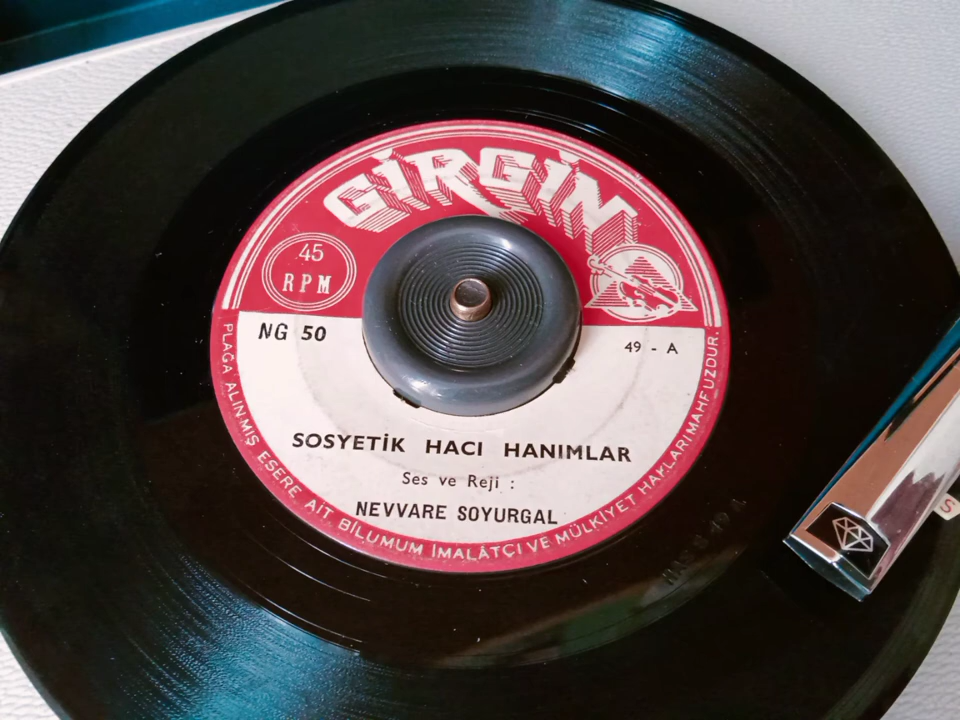 GİRGİN
45
RPM
NG 50
49 - A
SOSYETİK HACI HANIMLAR
Ses ve Reji :
NEVVARE SOYURGAL
PLAĞA ALINMIŞ ESERE AİT BİLUMUM İMALÂTÇI VE MÜLKİYET HAKLARI MAHFUZDUR.
S